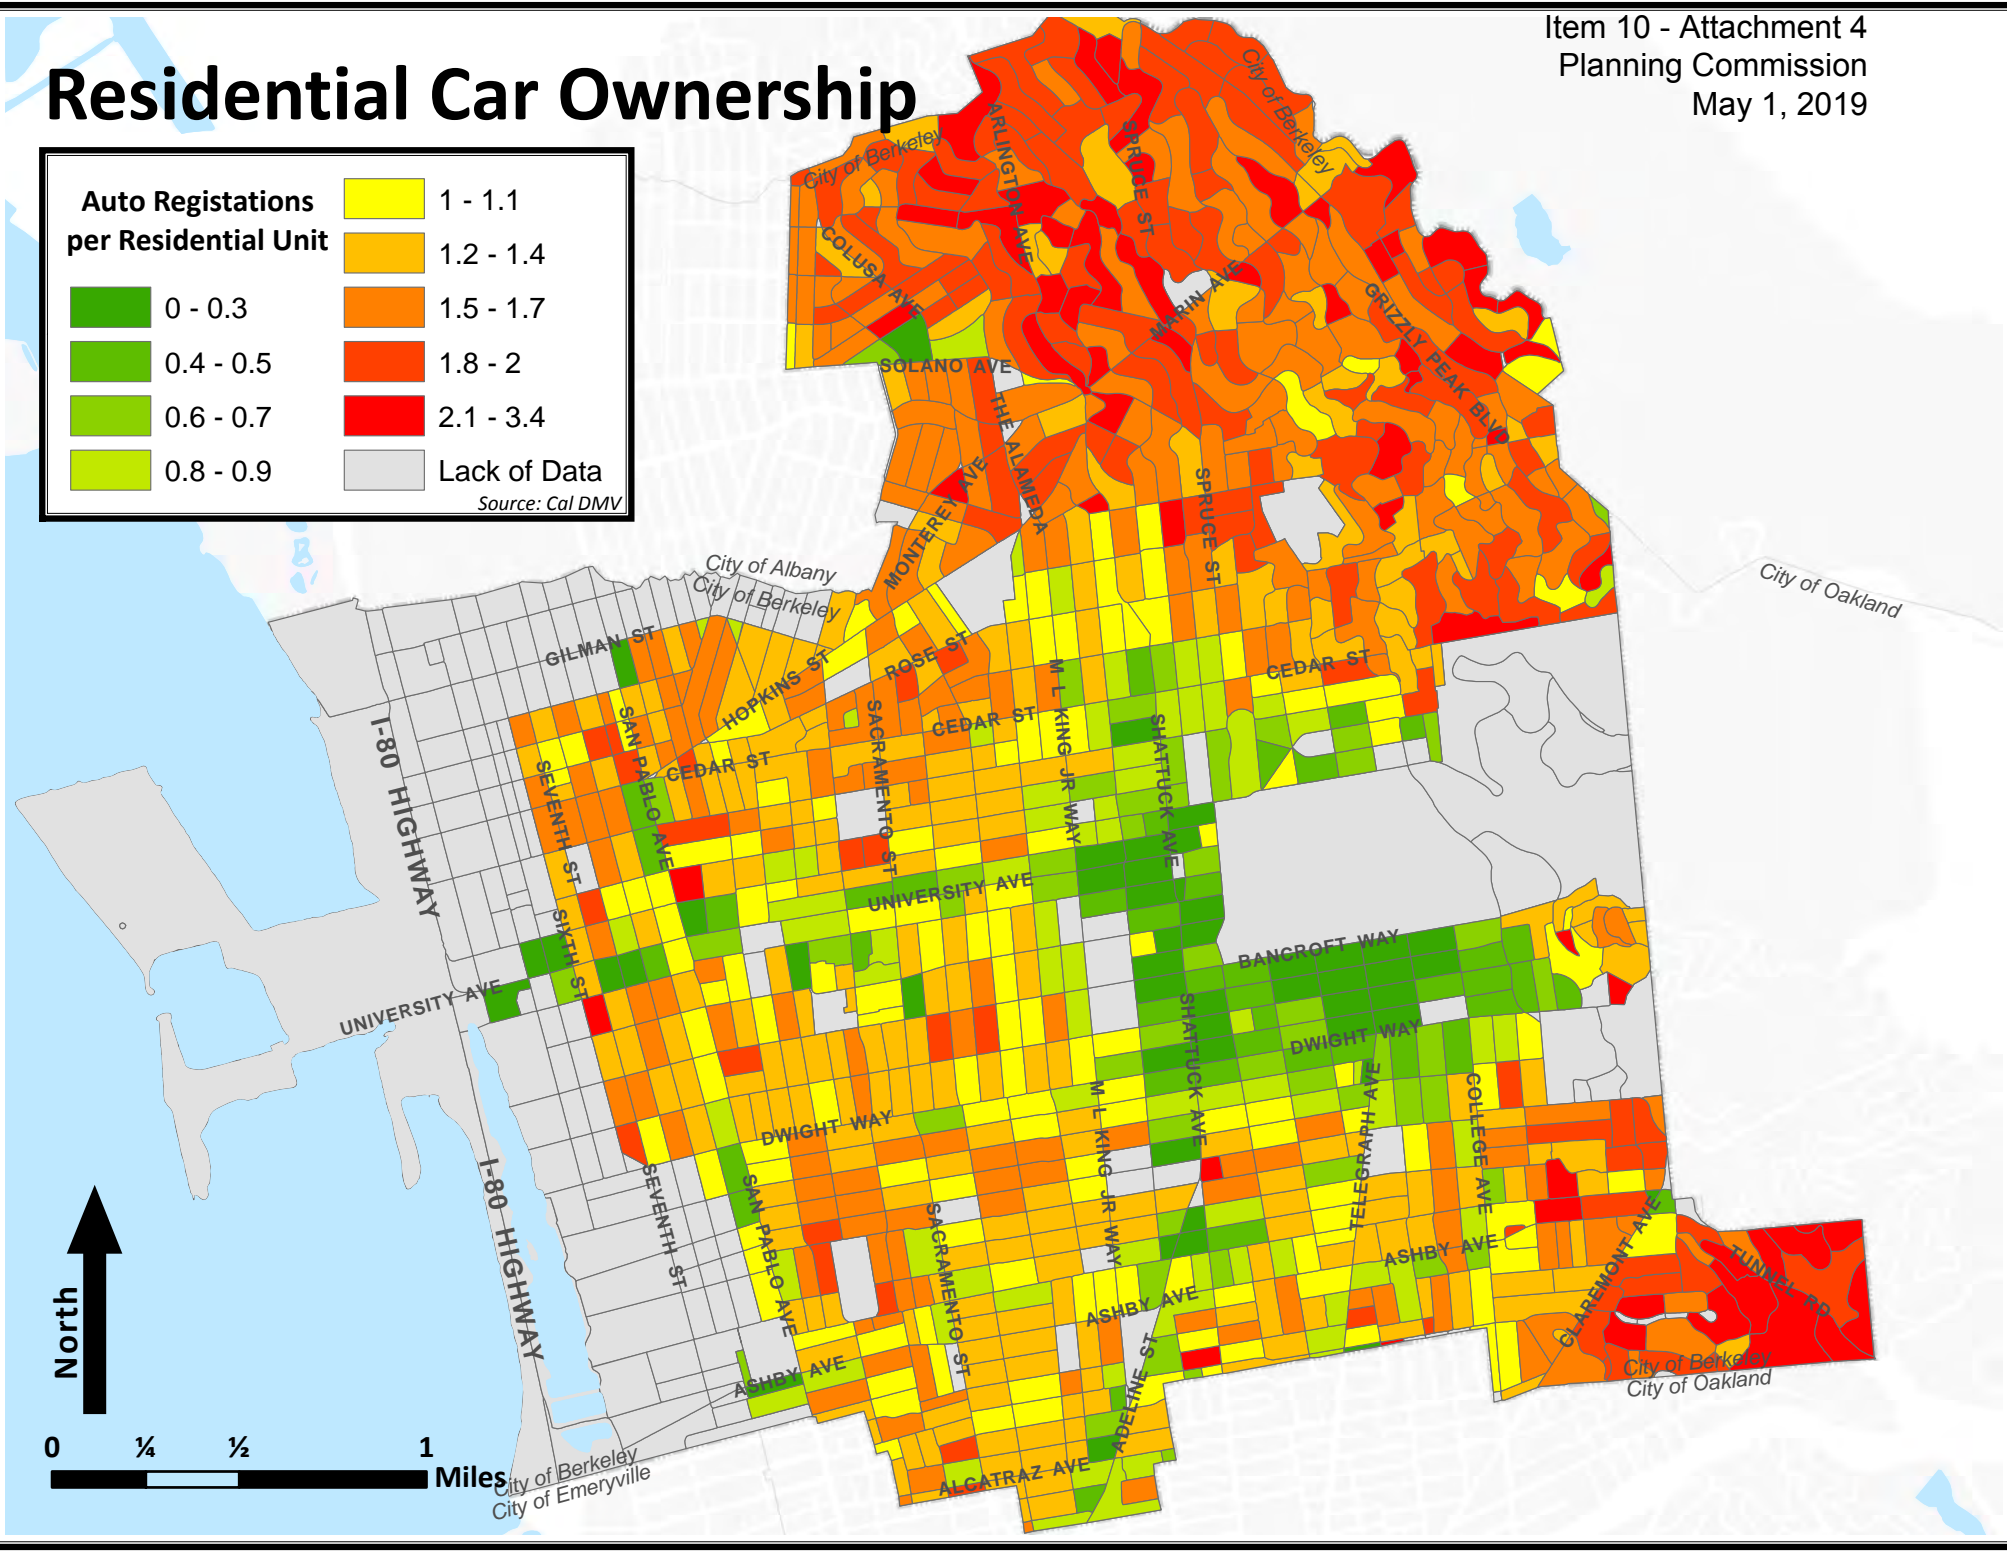 Item 10 - Attachment 4
Planning Commission
May 1, 2019
Residential Car Ownership
Auto Registations
per Residential Unit
0 - 0.3
0.4 - 0.5
0.6 - 0.7
0.8 - 0.9
1 - 1.1
1.2 - 1.4
1.5 - 1.7
1.8 - 2
2.1 - 3.4
Lack of Data
Source: Cal DMV
City of Berkeley
City of Berkeley
ARLINGTON AVE
SPRUCE ST
COLUSA AVE
MARIN AVE
GRIZZLY PEAK BLVD
SOLANO AVE
THE ALAMEDA
MONTEREY AVE
SPRUCE ST
City of Albany
City of Berkeley
City of Oakland
GILMAN ST
HOPKINS ST
ROSE ST
CEDAR ST
CEDAR ST
CEDAR ST
I-80 HIGHWAY
SEVENTH ST
SAN PABLO AVE
SACRAMENTO ST
M L KING JR WAY
SHATTUCK AVE
UNIVERSITY AVE
SIXTH ST
BANCROFT WAY
UNIVERSITY AVE
SHATTUCK AVE
DWIGHT WAY
DWIGHT WAY
I-80 HIGHWAY
SEVENTH ST
SAN PABLO AVE
SACRAMENTO ST
M L KING JR WAY
TELEGRAPH AVE
COLLEGE AVE
ASHBY AVE
CLAREMONT AVE
TUNNEL RD
ASHBY AVE
ASHBY AVE
ADELINE ST
City of Berkeley
City of Oakland
ALCATRAZ AVE
City of Berkeley
City of Emeryville
North
0 ¼ ½ 1
Miles